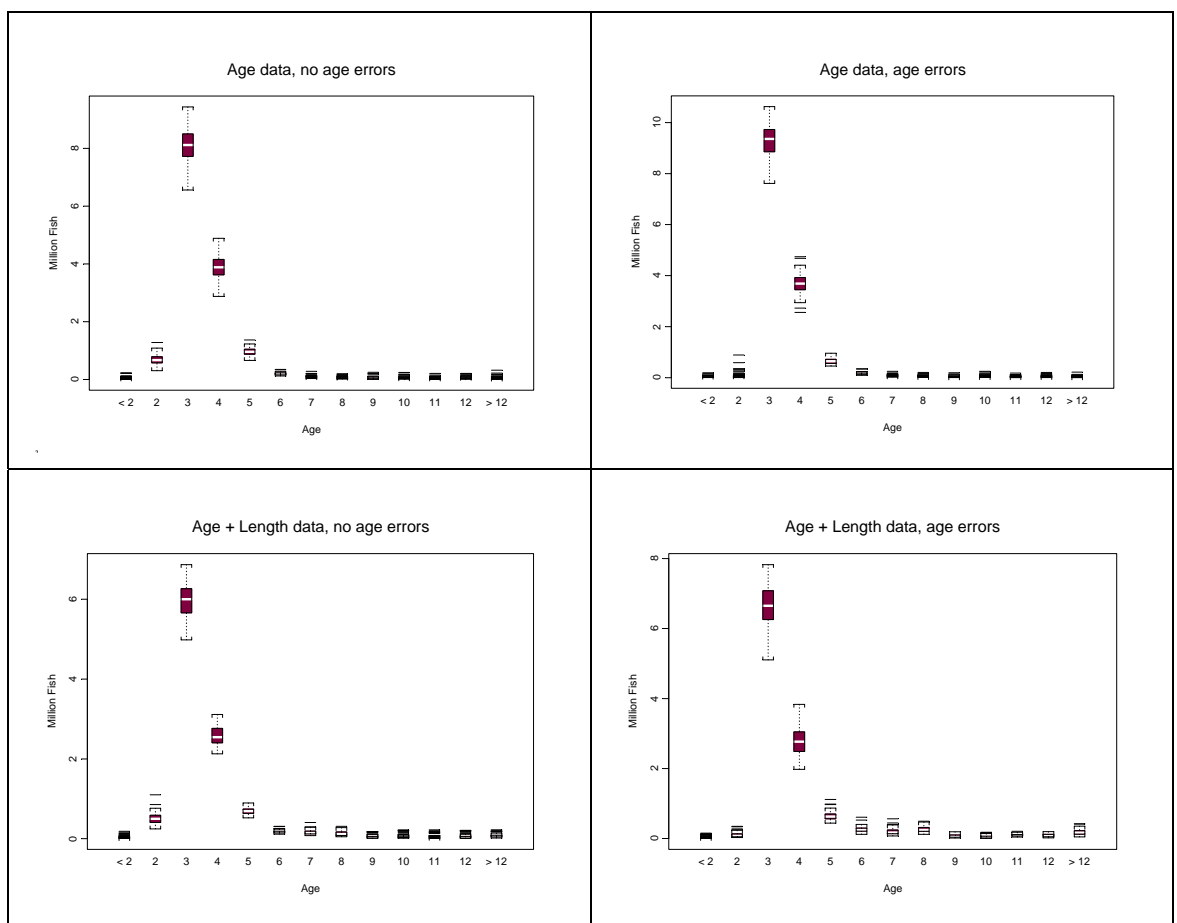 Age data, no age errors
Million Fish
8
6
4
2
0
< 2 2 3 4 5 6 7 8 9 10 11 12 > 12
Age
Age data, age errors
Million Fish
10
8
6
4
2
0
< 2 2 3 4 5 6 7 8 9 10 11 12 > 12
Age
Age + Length data, no age errors
Million Fish
6
4
2
0
< 2 2 3 4 5 6 7 8 9 10 11 12 > 12
Age
Age + Length data, age errors
Million Fish
8
6
4
2
0
< 2 2 3 4 5 6 7 8 9 10 11 12 > 12
Age